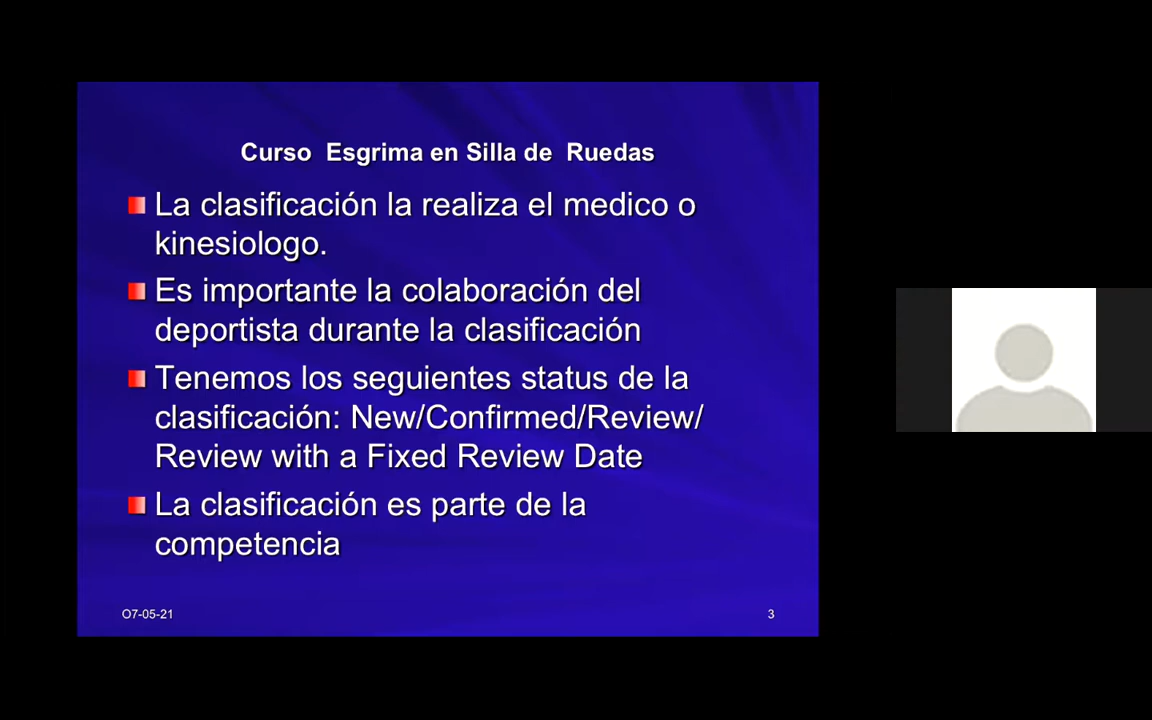 Curso Esgrima en Silla de Ruedas
La clasificación la realiza el medico o
kinesiologo.
Es importante la colaboración del
deportista durante la clasificación
Tenemos los seguientes status de la
clasificación: New/Confirmed/Review/
Review with a Fixed Review Date
La clasificación es parte de la
competencia
O7-05-21
3